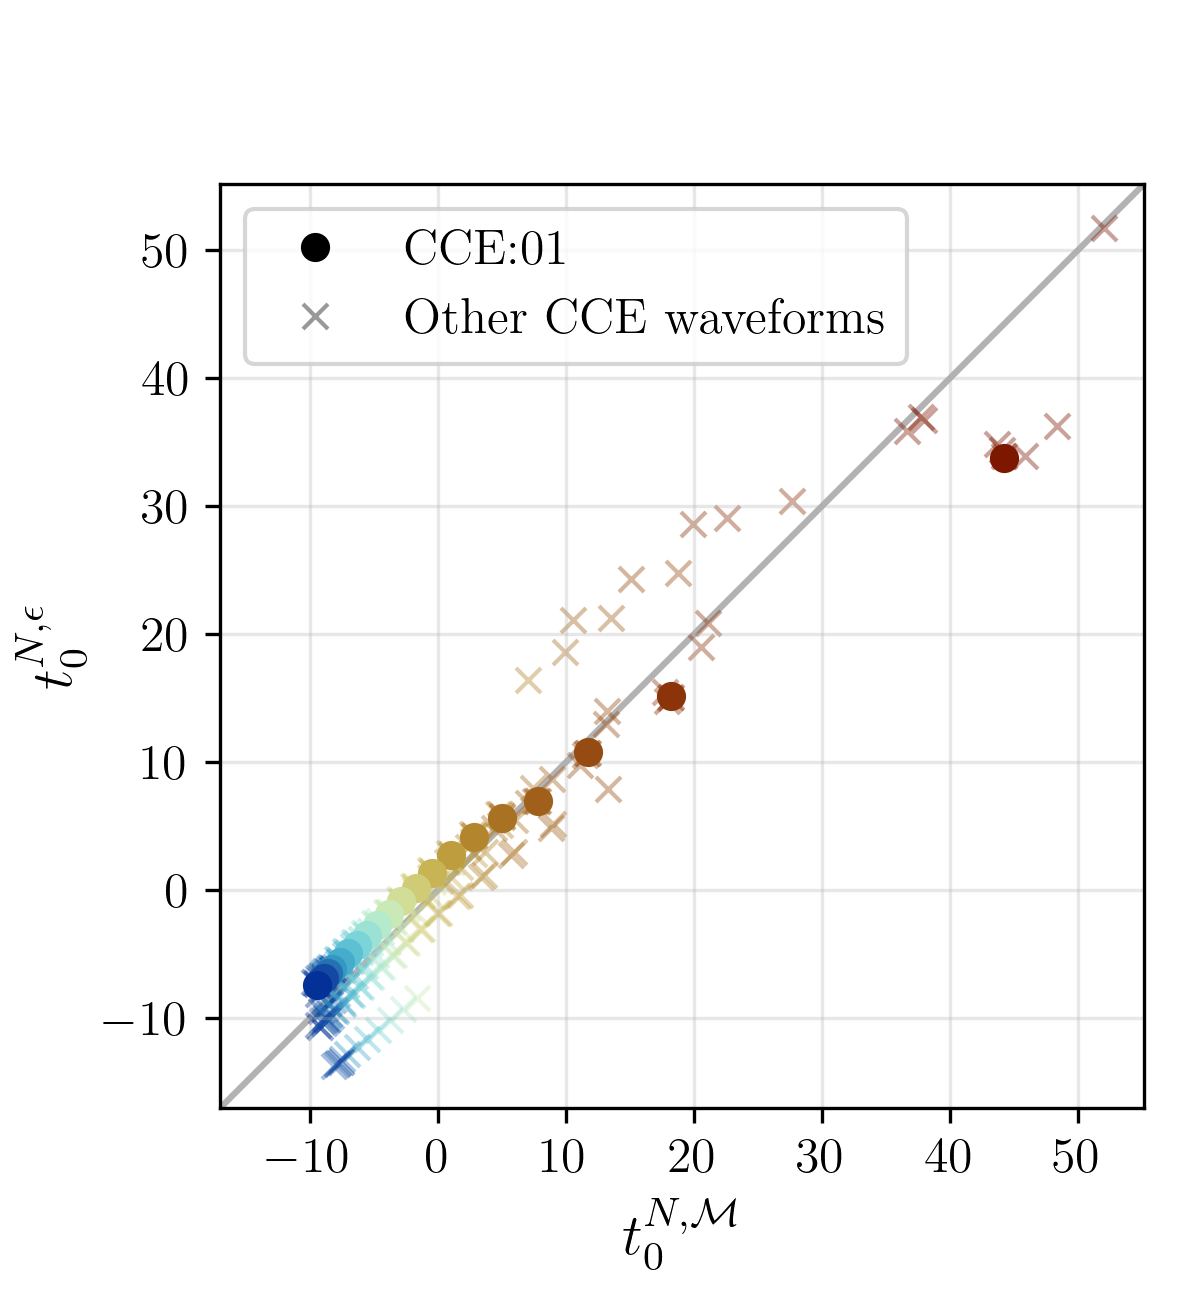 CCE:01
Other CCE waveforms
50
40
30
20
10
0
−10
−10 0 10 20 30 40 50
$t_0^{N,\epsilon}$
$t_0^{N,\mathcal{M}}$